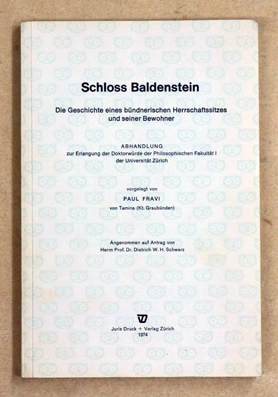 Schloss Baldenstein
Die Geschichte eines bündnerischen Herrschaftssitzes
und seiner Bewohner
ABHANDLUNG
zur Erlangung der Doktorwürde der Philosophischen Fakultät I
der Universität Zürich
vorgelegt von
PAUL FRAVI
von Tamins (Kt. Graubünden)
Angenommen auf Antrag von
Herrn Prof. Dr. Dietrich W. H. Schwarz
Juris Druck + Verlag Zürich
1974